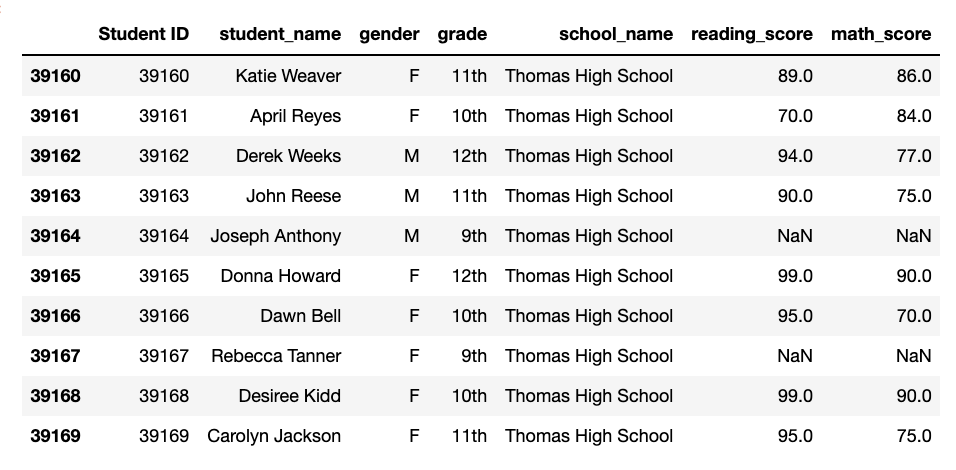 Student ID student_name gender grade school_name reading_score math_score
39160 39160 Katie Weaver F 11th Thomas High School 89.0 86.0
39161 39161 April Reyes F 10th Thomas High School 70.0 84.0
39162 39162 Derek Weeks M 12th Thomas High School 94.0 77.0
39163 39163 John Reese M 11th Thomas High School 90.0 75.0
39164 39164 Joseph Anthony M 9th Thomas High School NaN NaN
39165 39165 Donna Howard F 12th Thomas High School 99.0 90.0
39166 39166 Dawn Bell F 10th Thomas High School 95.0 70.0
39167 39167 Rebecca Tanner F 9th Thomas High School NaN NaN
39168 39168 Desiree Kidd F 10th Thomas High School 99.0 90.0
39169 39169 Carolyn Jackson F 11th Thomas High School 95.0 75.0